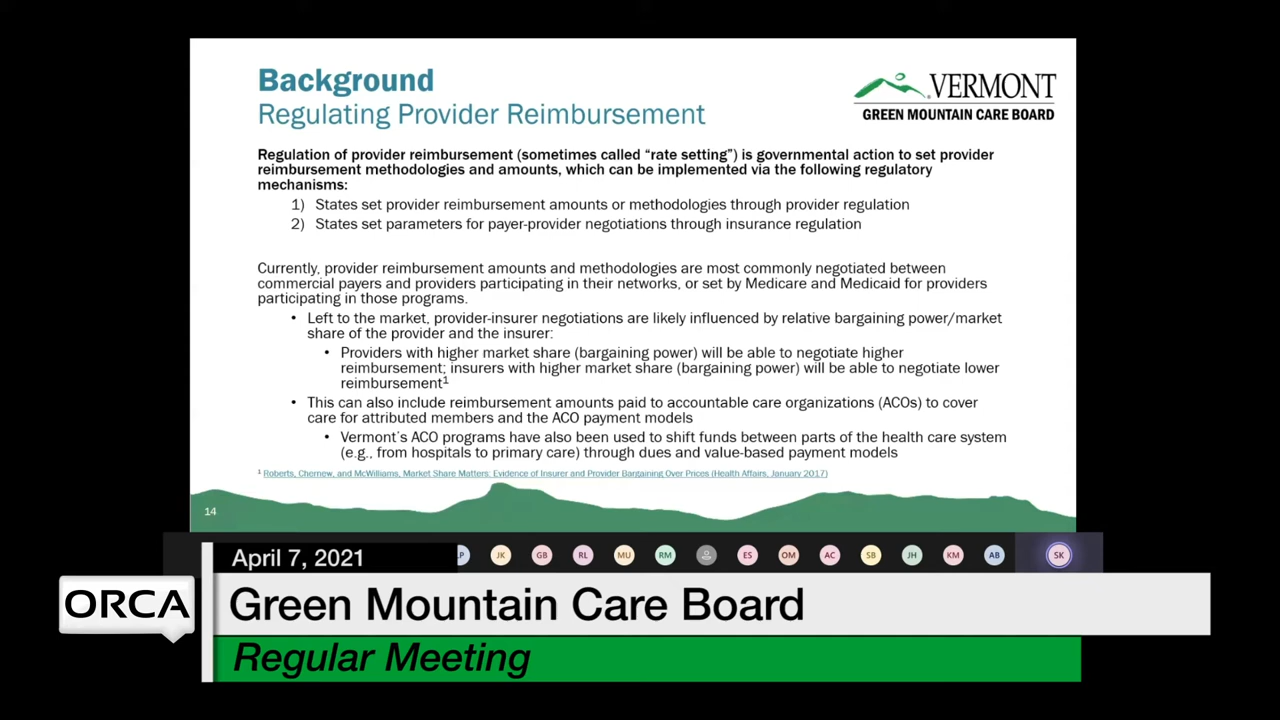 Background
Regulating Provider Reimbursement
VERMONT
GREEN MOUNTAIN CARE BOARD
Regulation of provider reimbursement (sometimes called “rate setting”) is governmental action to set provider
reimbursement methodologies and amounts, which can be implemented via the following regulatory
mechanisms:
1) States set provider reimbursement amounts or methodologies through provider regulation
2) States set parameters for payer-provider negotiations through insurance regulation
Currently, provider reimbursement amounts and methodologies are most commonly negotiated between
commercial payers and providers participating in their networks, or set by Medicare and Medicaid for providers
participating in those programs.
• Left to the market, provider-insurer negotiations are likely influenced by relative bargaining power/market
share of the provider and the insurer:
• Providers with higher market share (bargaining power) will be able to negotiate higher
reimbursement; insurers with higher market share (bargaining power) will be able to negotiate lower
reimbursement¹
• This can also include reimbursement amounts paid to accountable care organizations (ACOs) to cover
care for attributed members and the ACO payment models
• Vermont's ACO programs have also been used to shift funds between parts of the health care system
(e.g., from hospitals to primary care) through dues and value-based payment models
¹ Roberts, Chernew, and McWilliams, Market Share Matters: Evidence of Insurer and Provider Bargaining Over Prices (Health Affairs, January 2017)
14
April 7, 2021
P JK GB RL MU RM ES OM AC SB JH KM AB SK
ORCA
Green Mountain Care Board
Regular Meeting